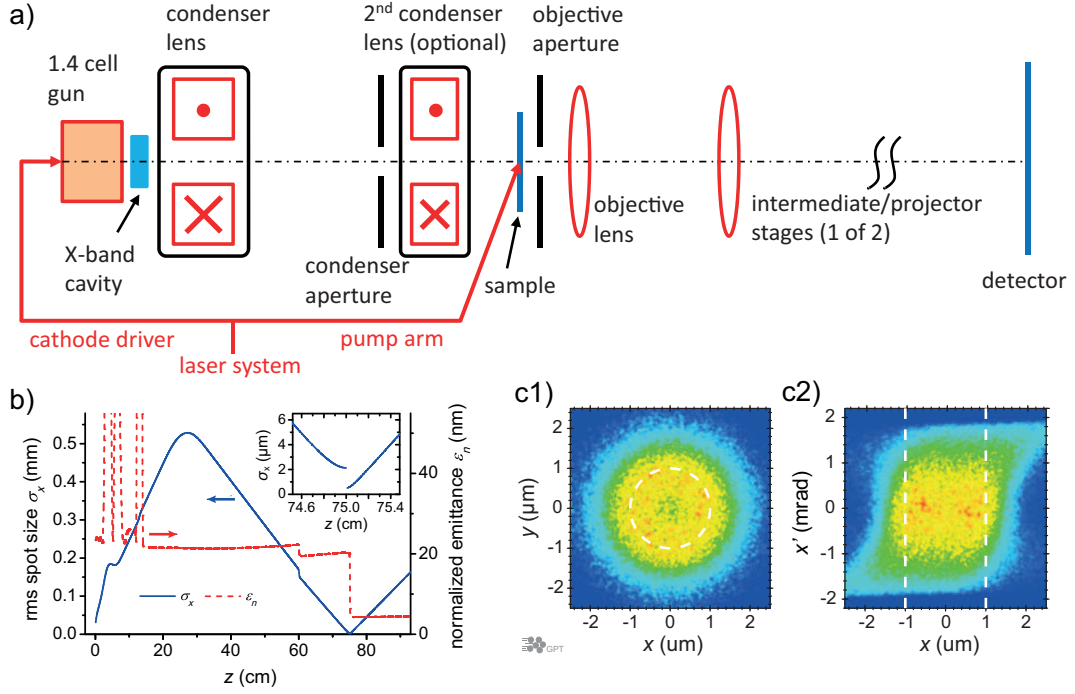 a)
condenser
lens
2nd condenser
lens (optional)
objective
aperture
1.4 cell
gun
X-band
cavity
condenser
aperture
sample
objective
lens
intermediate/projector
stages (1 of 2)
detector
cathode driver
pump arm
laser system
b)
rms spot size σx (mm)
0.5
0.4
0.3
0.2
0.1
0.0
0 20 40 60 80
z (cm)
σx εn
normalized emittance εn (nm)
40
20
0
σx (μm)
6
4
2
0
74.6 75.0 75.4
z (cm)
c1)
y (μm)
2
1
0
-1
-2
-2 -1 0 1 2
x (um)
GPT
c2)
x' (mrad)
2
1
0
-1
-2
-2 -1 0 1 2
x (um)